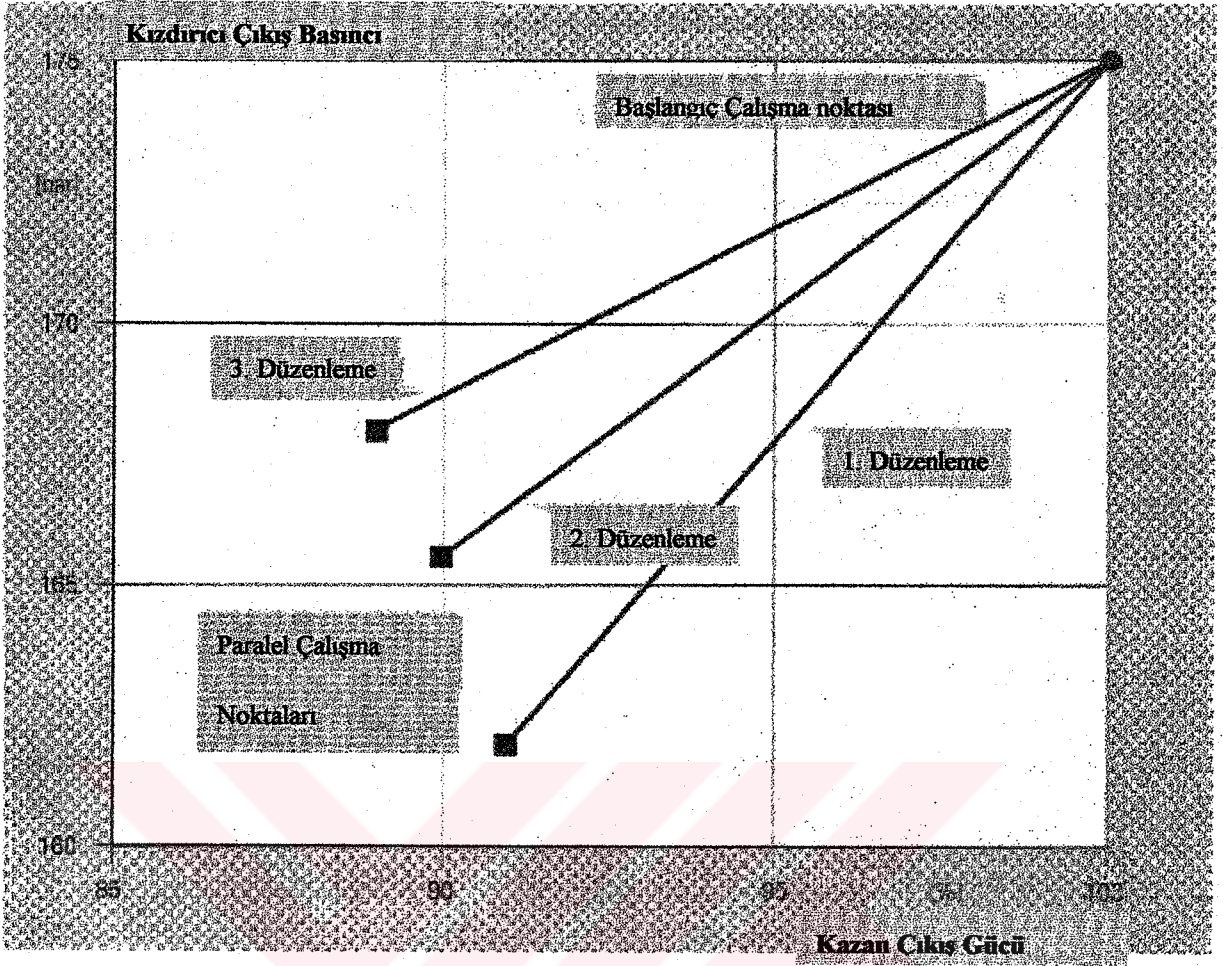 Kızdırıcı Çıkış Basıncı
175
Başlangıç Çalışma noktası
[bar]
170
3. Düzenleme
1. Düzenleme
2. Düzenleme
165
Paralel Çalışma
Noktaları
160
85
90
95
[%]
100
Kazan Çıkış Gücü